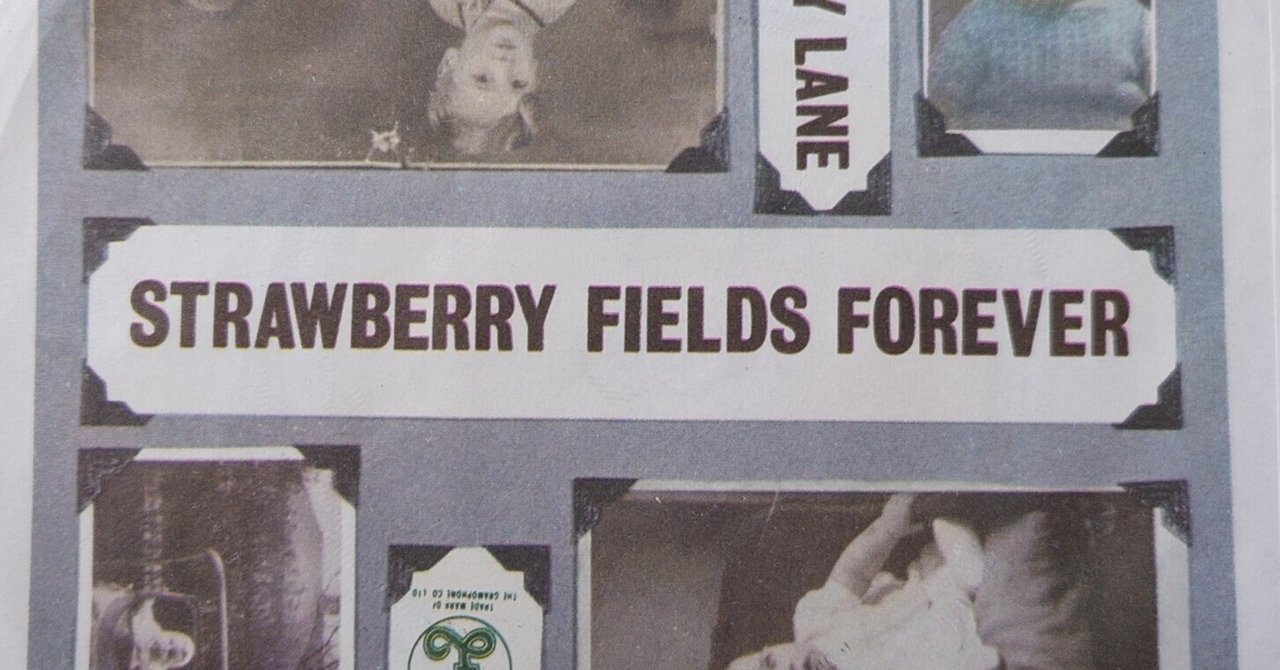 Y LANE
STRAWBERRY FIELDS FOREVER
TRADE MARK OF
THE GRAMOPHONE CO LTD